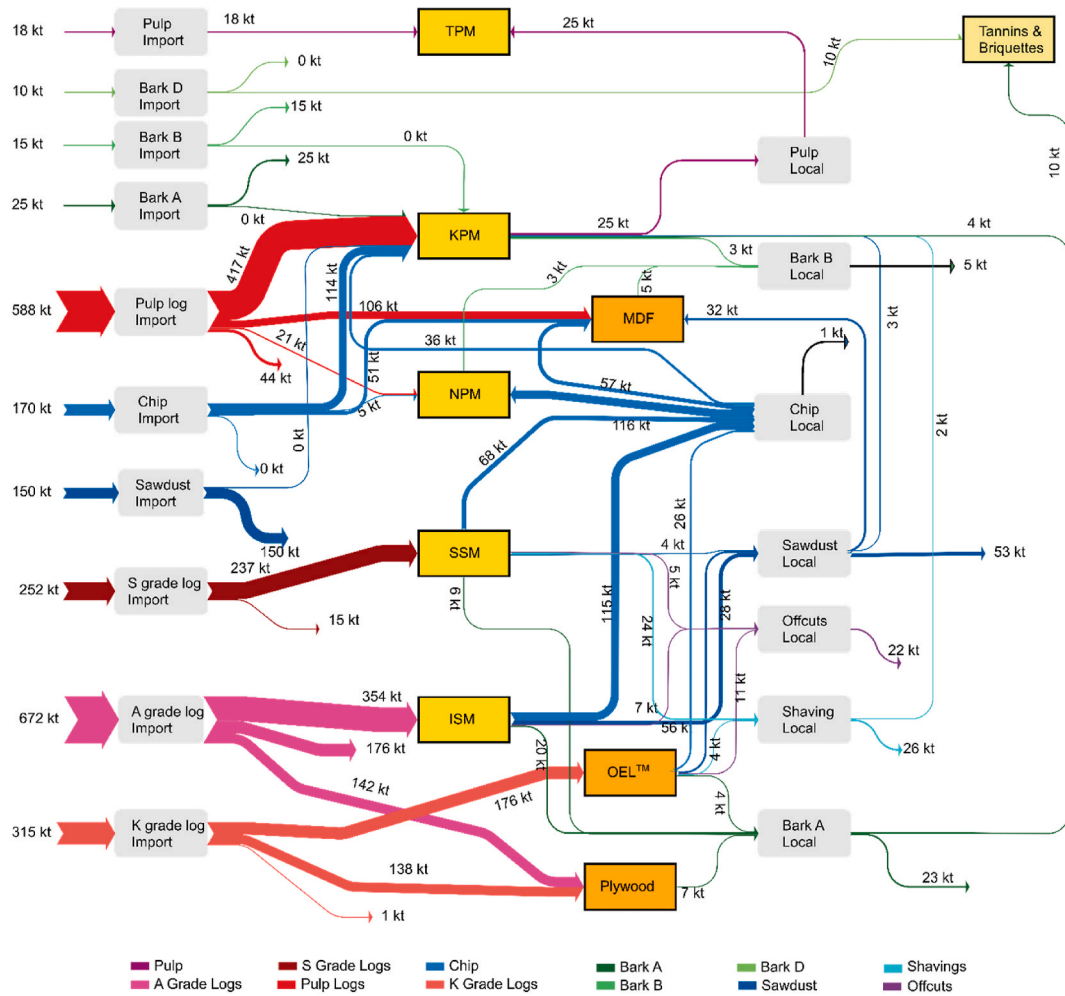 18 kt
Pulp
Import
18 kt
TPM
25 kt
Tannins &
Briquettes
0 kt
10 kt
10 kt
Bark D
Import
15 kt
15 kt
Bark B
Import
0 kt
Pulp
Local
10 kt
25 kt
25 kt
Bark A
Import
0 kt
KPM
25 kt
4 kt
417 kt
114 kt
3 kt
3 kt
Bark B
Local
5 kt
5 kt
588 kt
Pulp log
Import
106 kt
MDF
32 kt
3 kt
1 kt
21 kt
36 kt
44 kt
51 kt
57 kt
170 kt
Chip
Import
5 kt
NPM
Chip
Local
116 kt
2 kt
0 kt
0 kt
68 kt
150 kt
Sawdust
Import
26 kt
150 kt
SSM
4 kt
Sawdust
Local
53 kt
237 kt
5 kt
252 kt
S grade log
Import
6 kt
115 kt
28 kt
15 kt
24 kt
Offcuts
Local
22 kt
672 kt
A grade log
Import
354 kt
ISM
7 kt
11 kt
Shaving
Local
56 kt
26 kt
176 kt
20 kt
4 kt
OEL™
142 kt
176 kt
4 kt
315 kt
K grade log
Import
Bark A
Local
138 kt
Plywood
7 kt
23 kt
1 kt
Pulp
S Grade Logs
Chip
Bark A
Bark D
Shavings
A Grade Logs
Pulp Logs
K Grade Logs
Bark B
Sawdust
Offcuts